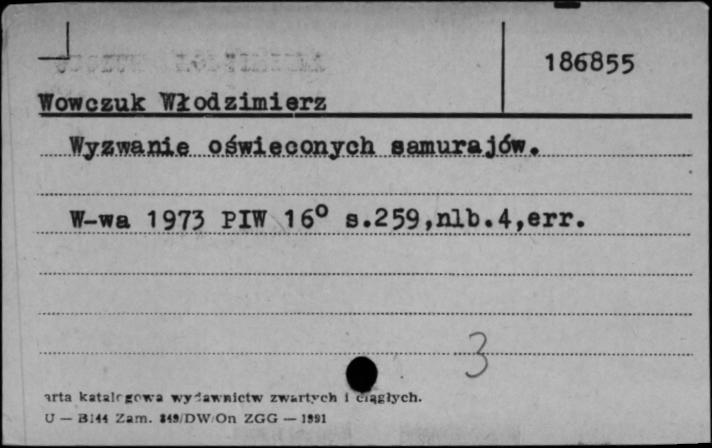 186855
Wowczuk Włodzimierz
Wyzwanie oświeconych samurajów.
W-wa 1973 PIW 16° s.259,nlb.4,err.
3
arta katalogowa wydawnictw zwartych i ciągłych.
U — B144 Zam. 849/DW/On ZGG — 1991